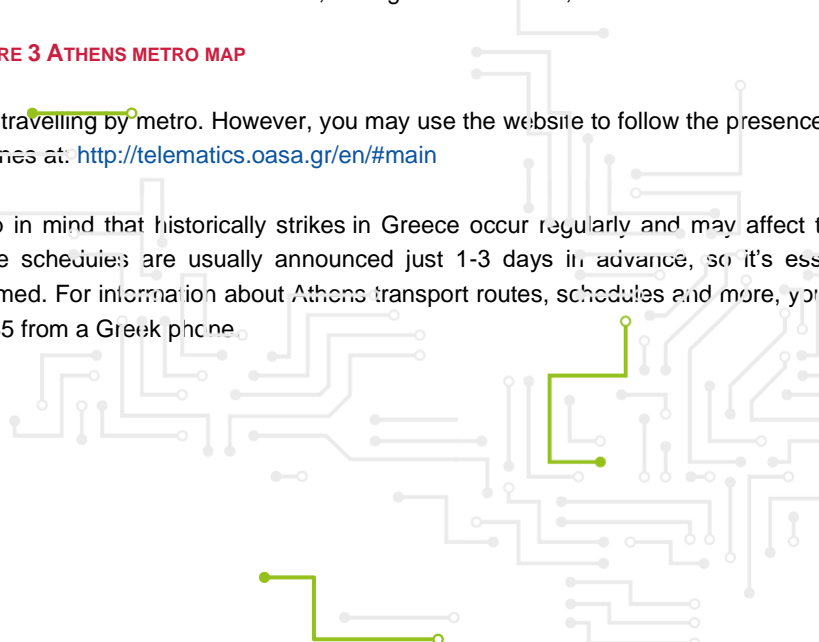 RE 3 ATHENS METRO MAP
travelling by metro. However, you may use the website to follow the presence
nes at: http://telematics.oasa.gr/en/#main
o in mind that historically strikes in Greece occur regularly and may affect t
e schedules are usually announced just 1-3 days in advance, so it's ess
med. For information about Athens transport routes, schedules and more, you
5 from a Greek phone.